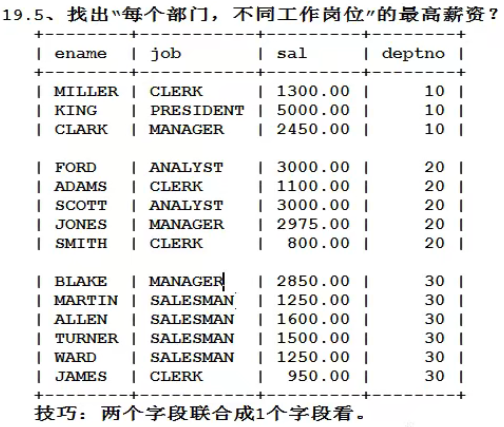 19.5、找出“每个部门，不同工作岗位”的最高薪资？
+--------+-----------+---------+--------+
| ename  | job       | sal     | deptno |
+--------+-----------+---------+--------+
| MILLER | CLERK     | 1300.00 |     10 |
| KING   | PRESIDENT | 5000.00 |     10 |
| CLARK  | MANAGER   | 2450.00 |     10 |
| FORD   | ANALYST   | 3000.00 |     20 |
| ADAMS  | CLERK     | 1100.00 |     20 |
| SCOTT  | ANALYST   | 3000.00 |     20 |
| JONES  | MANAGER   | 2975.00 |     20 |
| SMITH  | CLERK     |  800.00 |     20 |
| BLAKE  | MANAGER   | 2850.00 |     30 |
| MARTIN | SALESMAN  | 1250.00 |     30 |
| ALLEN  | SALESMAN  | 1600.00 |     30 |
| TURNER | SALESMAN  | 1500.00 |     30 |
| WARD   | SALESMAN  | 1250.00 |     30 |
| JAMES  | CLERK     |  950.00 |     30 |
+--------+-----------+---------+--------+
技巧：两个字段联合成1个字段看。